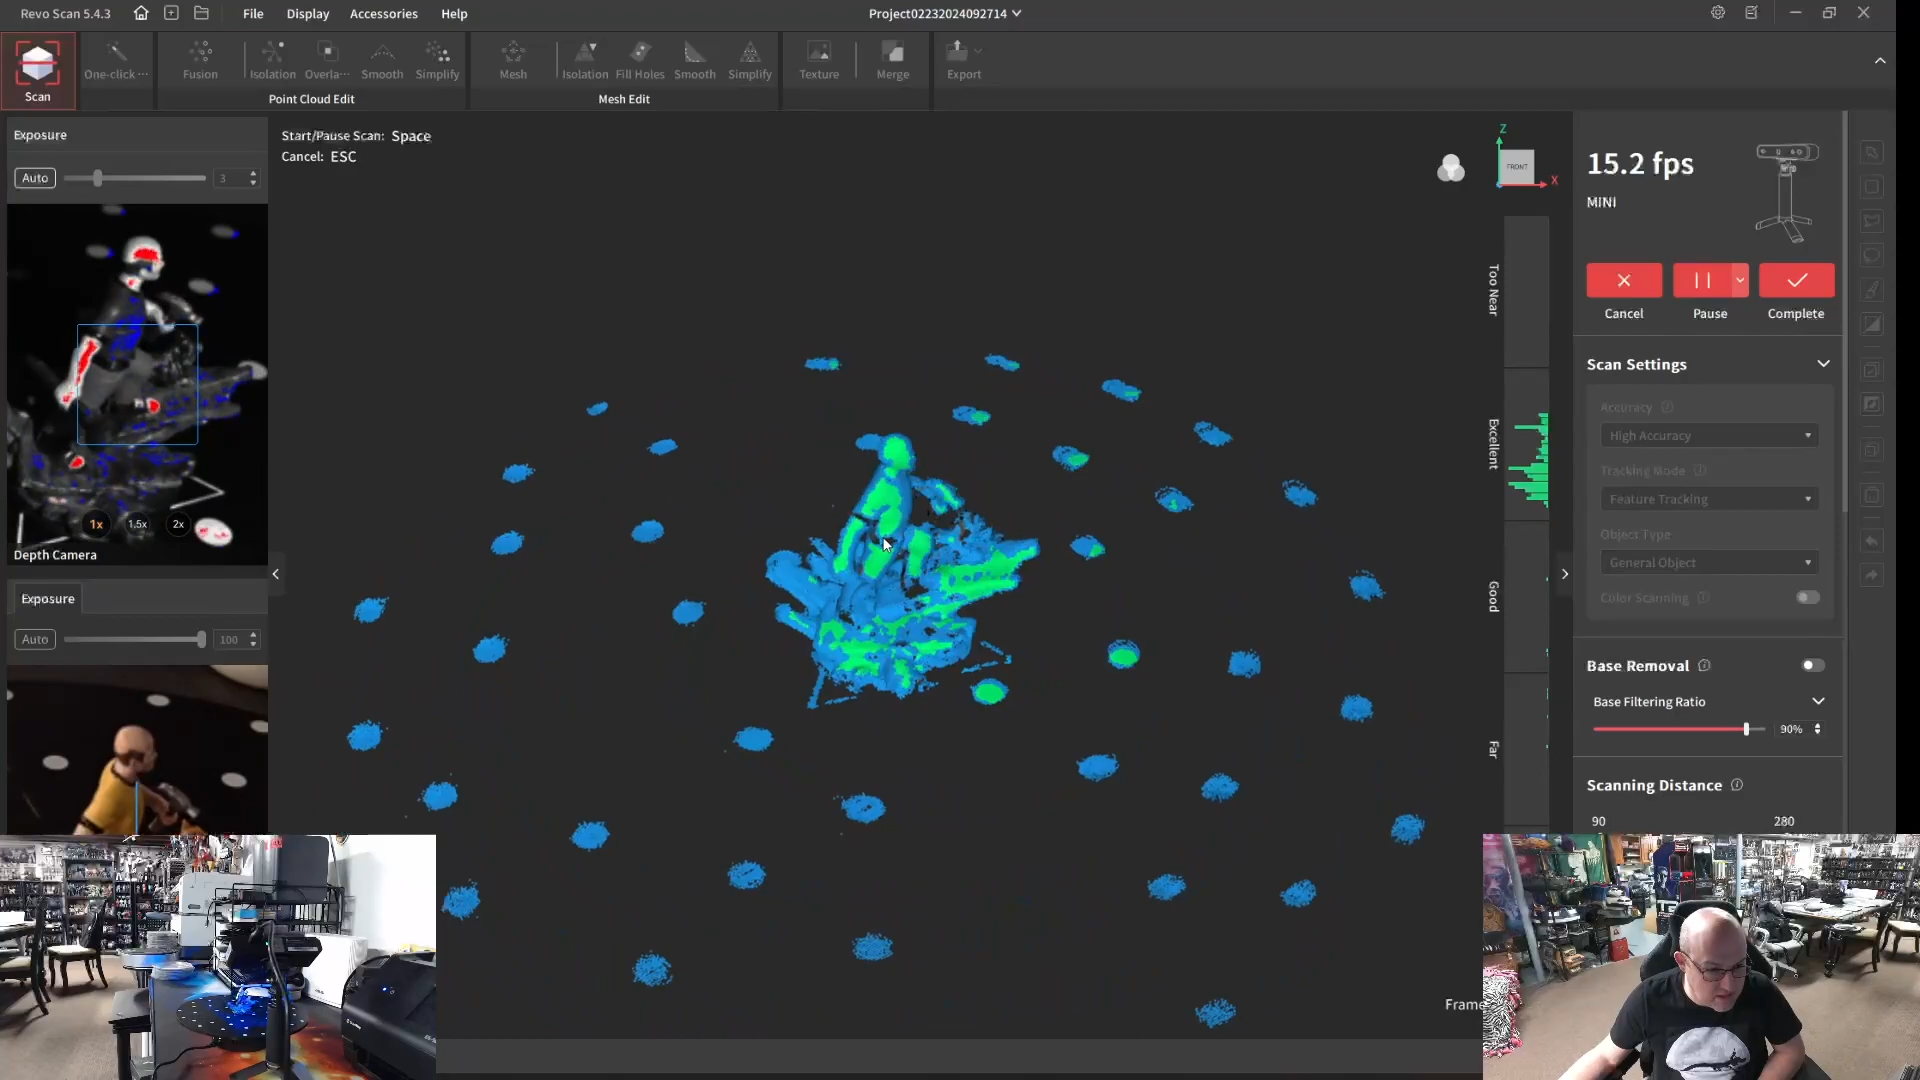 Revo Scan 5.4.3
File
Display
Accessories
Help
Project02232024092714
Scan
One-click ···
Fusion
Isolation
Overla···
Smooth
Simplify
Point Cloud Edit
Mesh
Isolation
Fill Holes
Smooth
Simplify
Mesh Edit
Texture
Merge
Export
Exposure
Auto
3
1x
1.5x
2x
Depth Camera
Exposure
Auto
100
Start/Pause Scan: Space
Cancel: ESC
Z
FRONT
X
Too Near
Excellent
Good
Far
Frame
15.2 fps
MINI
Cancel
Pause
Complete
Scan Settings
Accuracy
High Accuracy
Tracking Mode
Feature Tracking
Object Type
General Object
Color Scanning
Base Removal
Base Filtering Ratio
90%
Scanning Distance
90
280